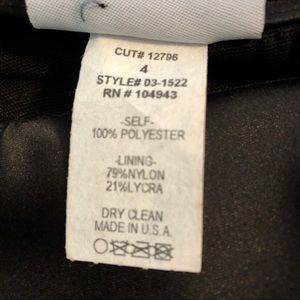 CUT# 12796
4
STYLE# 03-1522
RN # 104943
-SELF-
100% POLYESTER
-LINING-
79%NYLON
21%LYCRA
DRY CLEAN
MADE IN U.S.A.